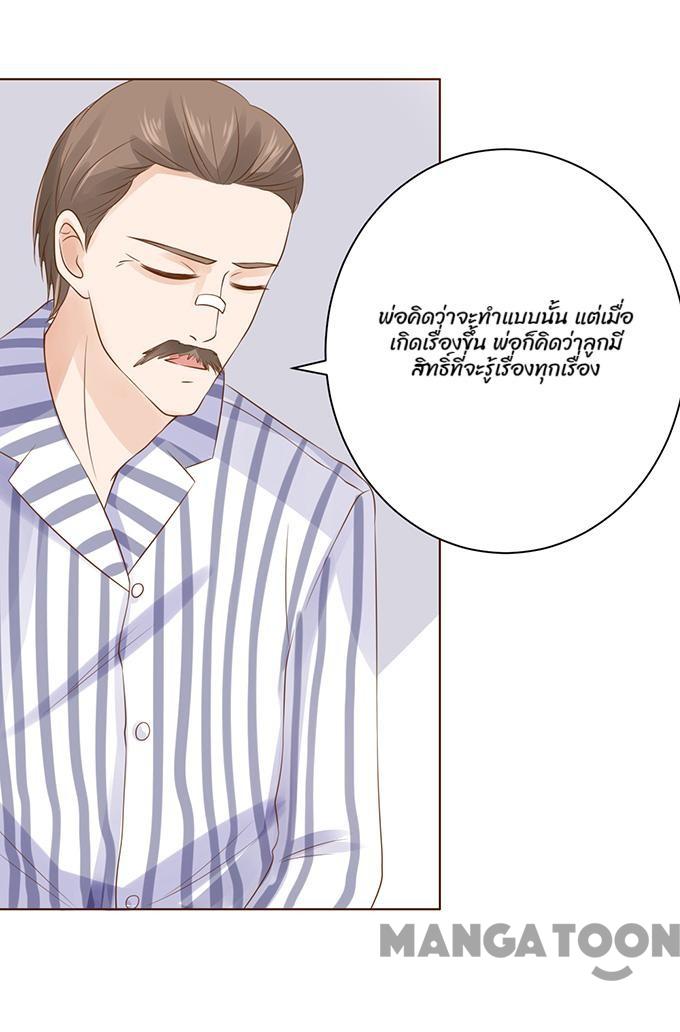 พ่อคิดว่าจะทำแบบนั้น แต่เมื่อ
เกิดเรื่องขึ้น พ่อก็คิดว่าลูกมี
สิทธิ์ที่จะรู้เรื่องทุกเรื่อง
MANGATOON